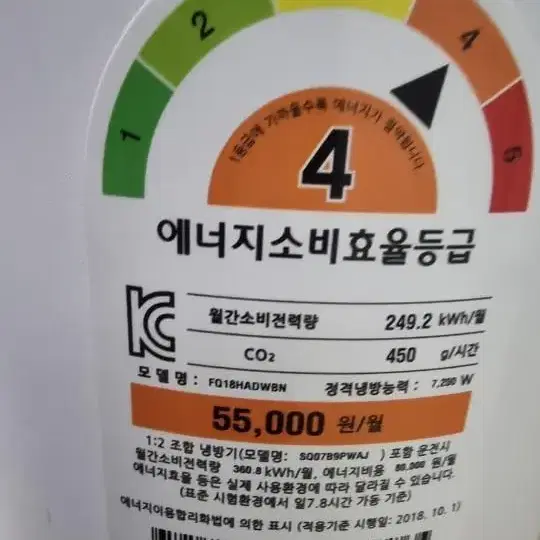 2
4
1
5
1등급에 가까울수록 에너지가 절약됩니다
4
에너지소비효율등급
월간소비전력량 249.2 kWh/월
CO₂ 450 g/시간
모델명 : FQ18HADWBN 정격냉방능력 : 7,200 W
55,000 원/월
1:2 조합 냉방기(모델명: SQ07B9PWAJ ) 포함 운전시
월간소비전력량 360.8 kWh/월, 에너지비용 80,000 원/월
에너지효율 등은 실제 사용환경에 따라 달라질 수 있습니다.
(표준 시험환경에서 일7.8시간 가동 기준)
에너지이용합리화법에 의한 표시 (적용기준 시행일: 2018. 10. 1)